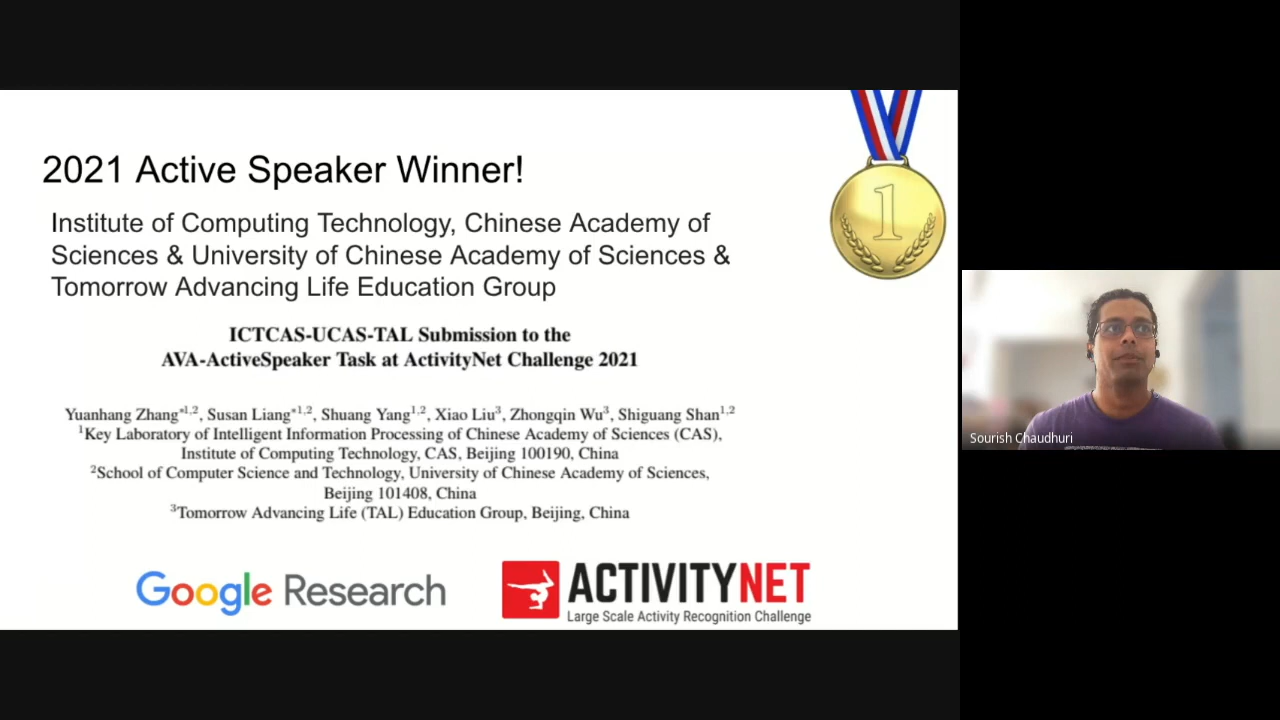 2021 Active Speaker Winner!
Institute of Computing Technology, Chinese Academy of
Sciences & University of Chinese Academy of Sciences &
Tomorrow Advancing Life Education Group
1
ICTCAS-UCAS-TAL Submission to the
AVA-ActiveSpeaker Task at ActivityNet Challenge 2021
Yuanhang Zhang*1,2, Susan Liang*1,2, Shuang Yang1,2, Xiao Liu3, Zhongqin Wu3, Shiguang Shan1,2
1Key Laboratory of Intelligent Information Processing of Chinese Academy of Sciences (CAS),
Institute of Computing Technology, CAS, Beijing 100190, China
2School of Computer Science and Technology, University of Chinese Academy of Sciences,
Beijing 101408, China
3Tomorrow Advancing Life (TAL) Education Group, Beijing, China
Google Research
ACTIVITYNET
Large Scale Activity Recognition Challenge
Sourish Chaudhuri